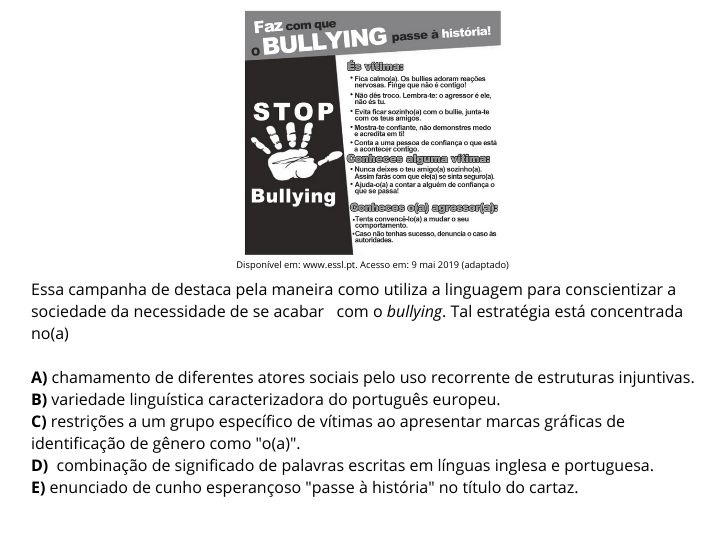 Faz com que
o BULLYING passe à história!
STOP
Bullying
És vítima:
• Fica calmo(a). Os bullies adoram reações
nervosas. Finge que não é contigo!
• Não dês troco. Lembra-te: o agressor é ele,
não és tu.
• Evita ficar sozinho(a) com o bullie, junta-te
com os teus amigos.
• Mostra-te confiante, não demonstres medo
e acredita em ti!
• Conta a uma pessoa de confiança o que está
a acontecer contigo.
Conheces alguma vítima:
• Nunca deixes o teu amigo(a) sozinho(a).
Assim farás com que ele(a) se sinta seguro(a).
• Ajuda-o(a) a contar a alguém de confiança o
que se passa!
Conheces o(a) agressor(a):
•Tenta convencê-lo(a) a mudar o seu
comportamento.
•Caso não tenhas sucesso, denuncia o caso às
autoridades.
Disponível em: www.essl.pt. Acesso em: 9 mai 2019 (adaptado)
Essa campanha de destaca pela maneira como utiliza a linguagem para conscientizar a
sociedade da necessidade de se acabar com o bullying. Tal estratégia está concentrada
no(a)
A) chamamento de diferentes atores sociais pelo uso recorrente de estruturas injuntivas.
B) variedade linguística caracterizadora do português europeu.
C) restrições a um grupo específico de vítimas ao apresentar marcas gráficas de
identificação de gênero como "o(a)".
D) combinação de significado de palavras escritas em línguas inglesa e portuguesa.
E) enunciado de cunho esperançoso "passe à história" no título do cartaz.